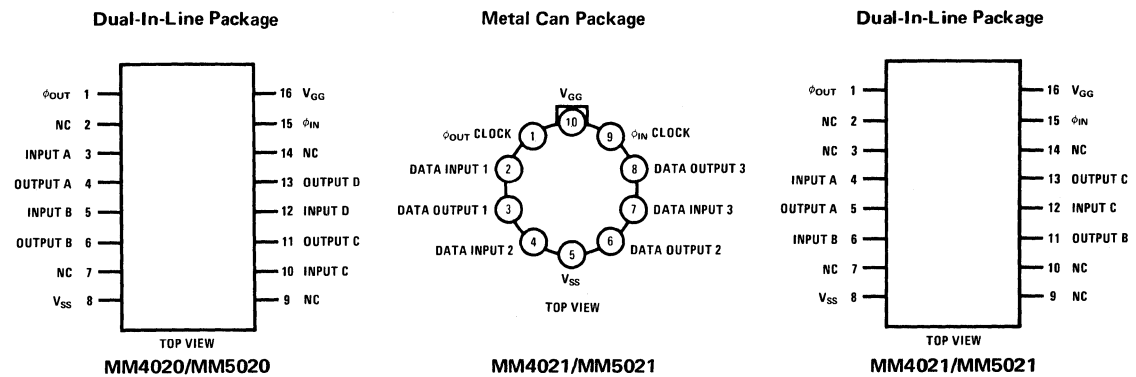 Dual-In-Line Package
ϕOUT 1
NC 2
INPUT A 3
OUTPUT A 4
INPUT B 5
OUTPUT B 6
NC 7
VSS 8
16 VGG
15 ϕIN
14 NC
13 OUTPUT D
12 INPUT D
11 OUTPUT C
10 INPUT C
9 NC
TOP VIEW
MM4020/MM5020
Metal Can Package
VGG
10
ϕOUT CLOCK 1
9 ϕIN CLOCK
DATA INPUT 1 2
8 DATA OUTPUT 3
DATA OUTPUT 1 3
7 DATA INPUT 3
DATA INPUT 2 4
6 DATA OUTPUT 2
5
VSS
TOP VIEW
MM4021/MM5021
Dual-In-Line Package
ϕOUT 1
NC 2
NC 3
INPUT A 4
OUTPUT A 5
INPUT B 6
NC 7
VSS 8
16 VGG
15 ϕIN
14 NC
13 OUTPUT C
12 INPUT C
11 OUTPUT B
10 NC
9 NC
TOP VIEW
MM4021/MM5021